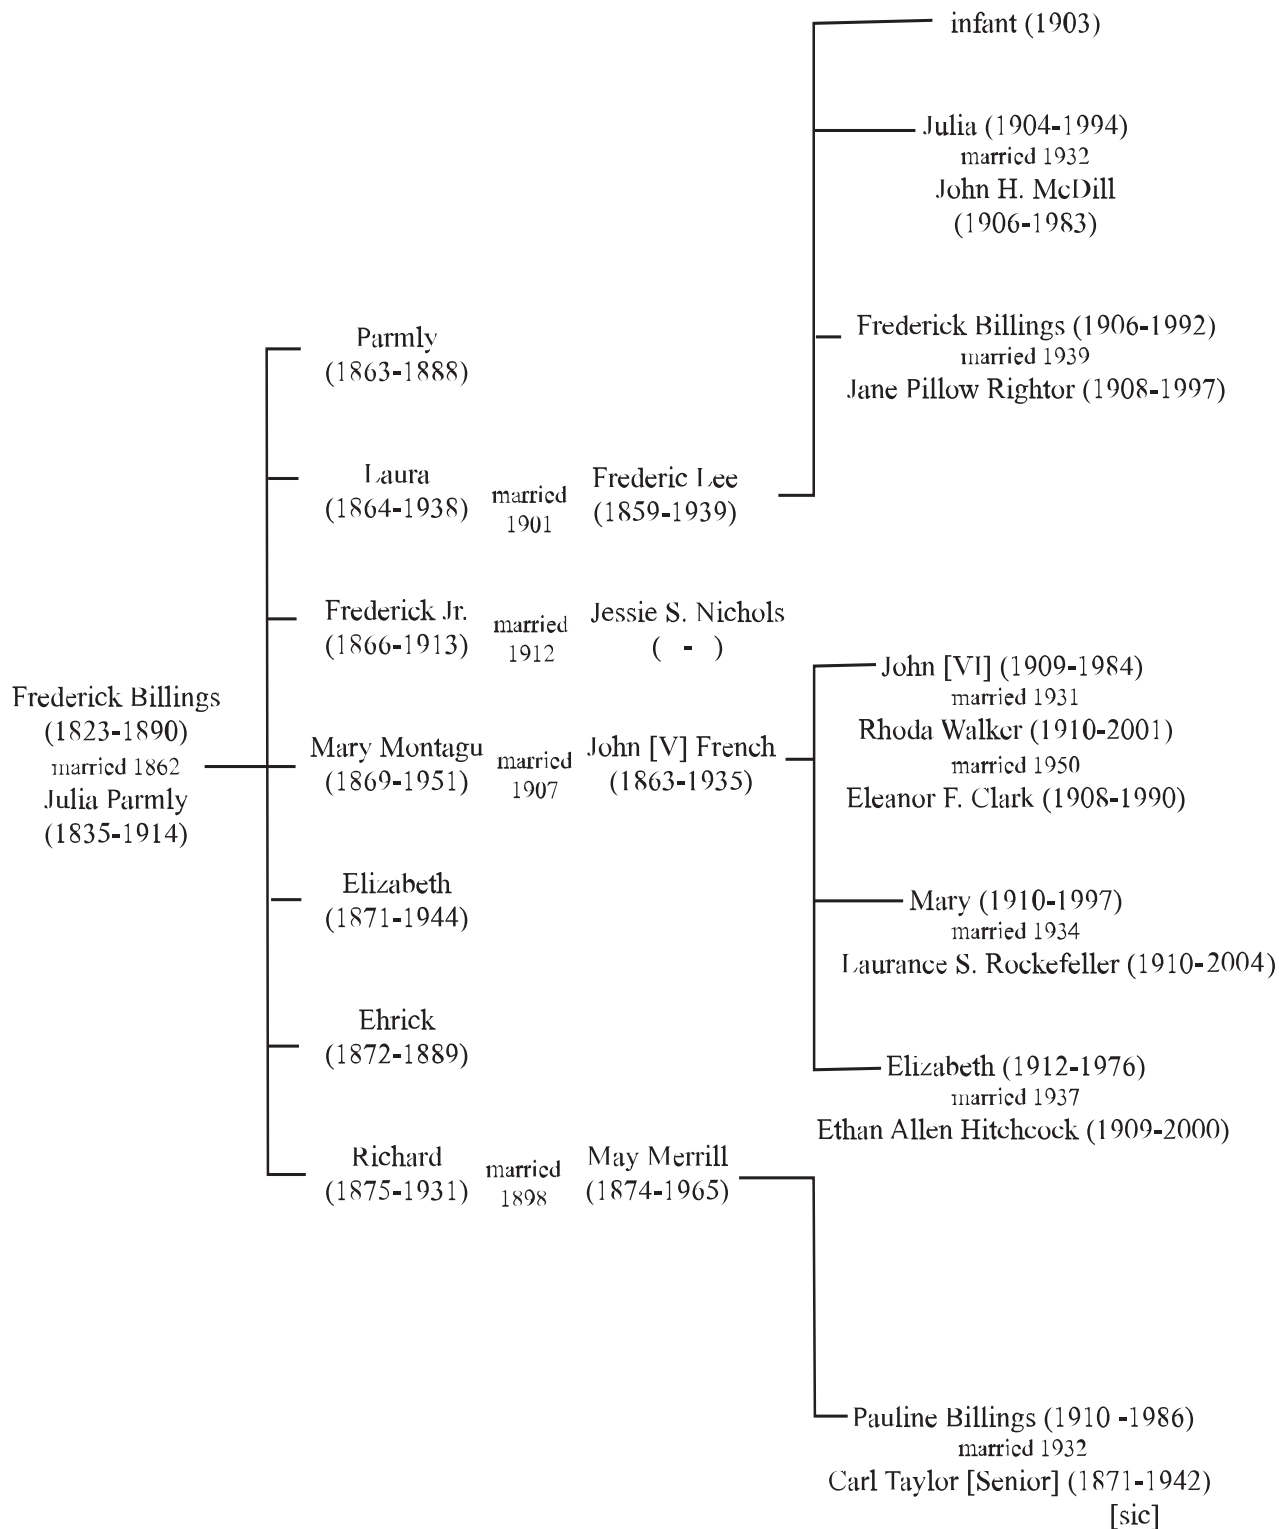 infant (1903)
Julia (1904-1994)
married 1932
John H. McDill
(1906-1983)
Frederick Billings (1906-1992)
married 1939
Jane Pillow Rightor (1908-1997)
Parmly
(1863-1888)
Laura
(1864-1938)
married
1901
Frederic Lee
(1859-1939)
Frederick Jr.
(1866-1913)
married
1912
Jessie S. Nichols
( - )
Frederick Billings
(1823-1890)
married 1862
Julia Parmly
(1835-1914)
Mary Montagu
(1869-1951)
married
1907
John [V] French
(1863-1935)
John [VI] (1909-1984)
married 1931
Rhoda Walker (1910-2001)
married 1950
Eleanor F. Clark (1908-1990)
Elizabeth
(1871-1944)
Mary (1910-1997)
married 1934
Laurance S. Rockefeller (1910-2004)
Ehrick
(1872-1889)
Elizabeth (1912-1976)
married 1937
Ethan Allen Hitchcock (1909-2000)
Richard
(1875-1931)
married
1898
May Merrill
(1874-1965)
Pauline Billings (1910 -1986)
married 1932
Carl Taylor [Senior] (1871-1942)
[sic]